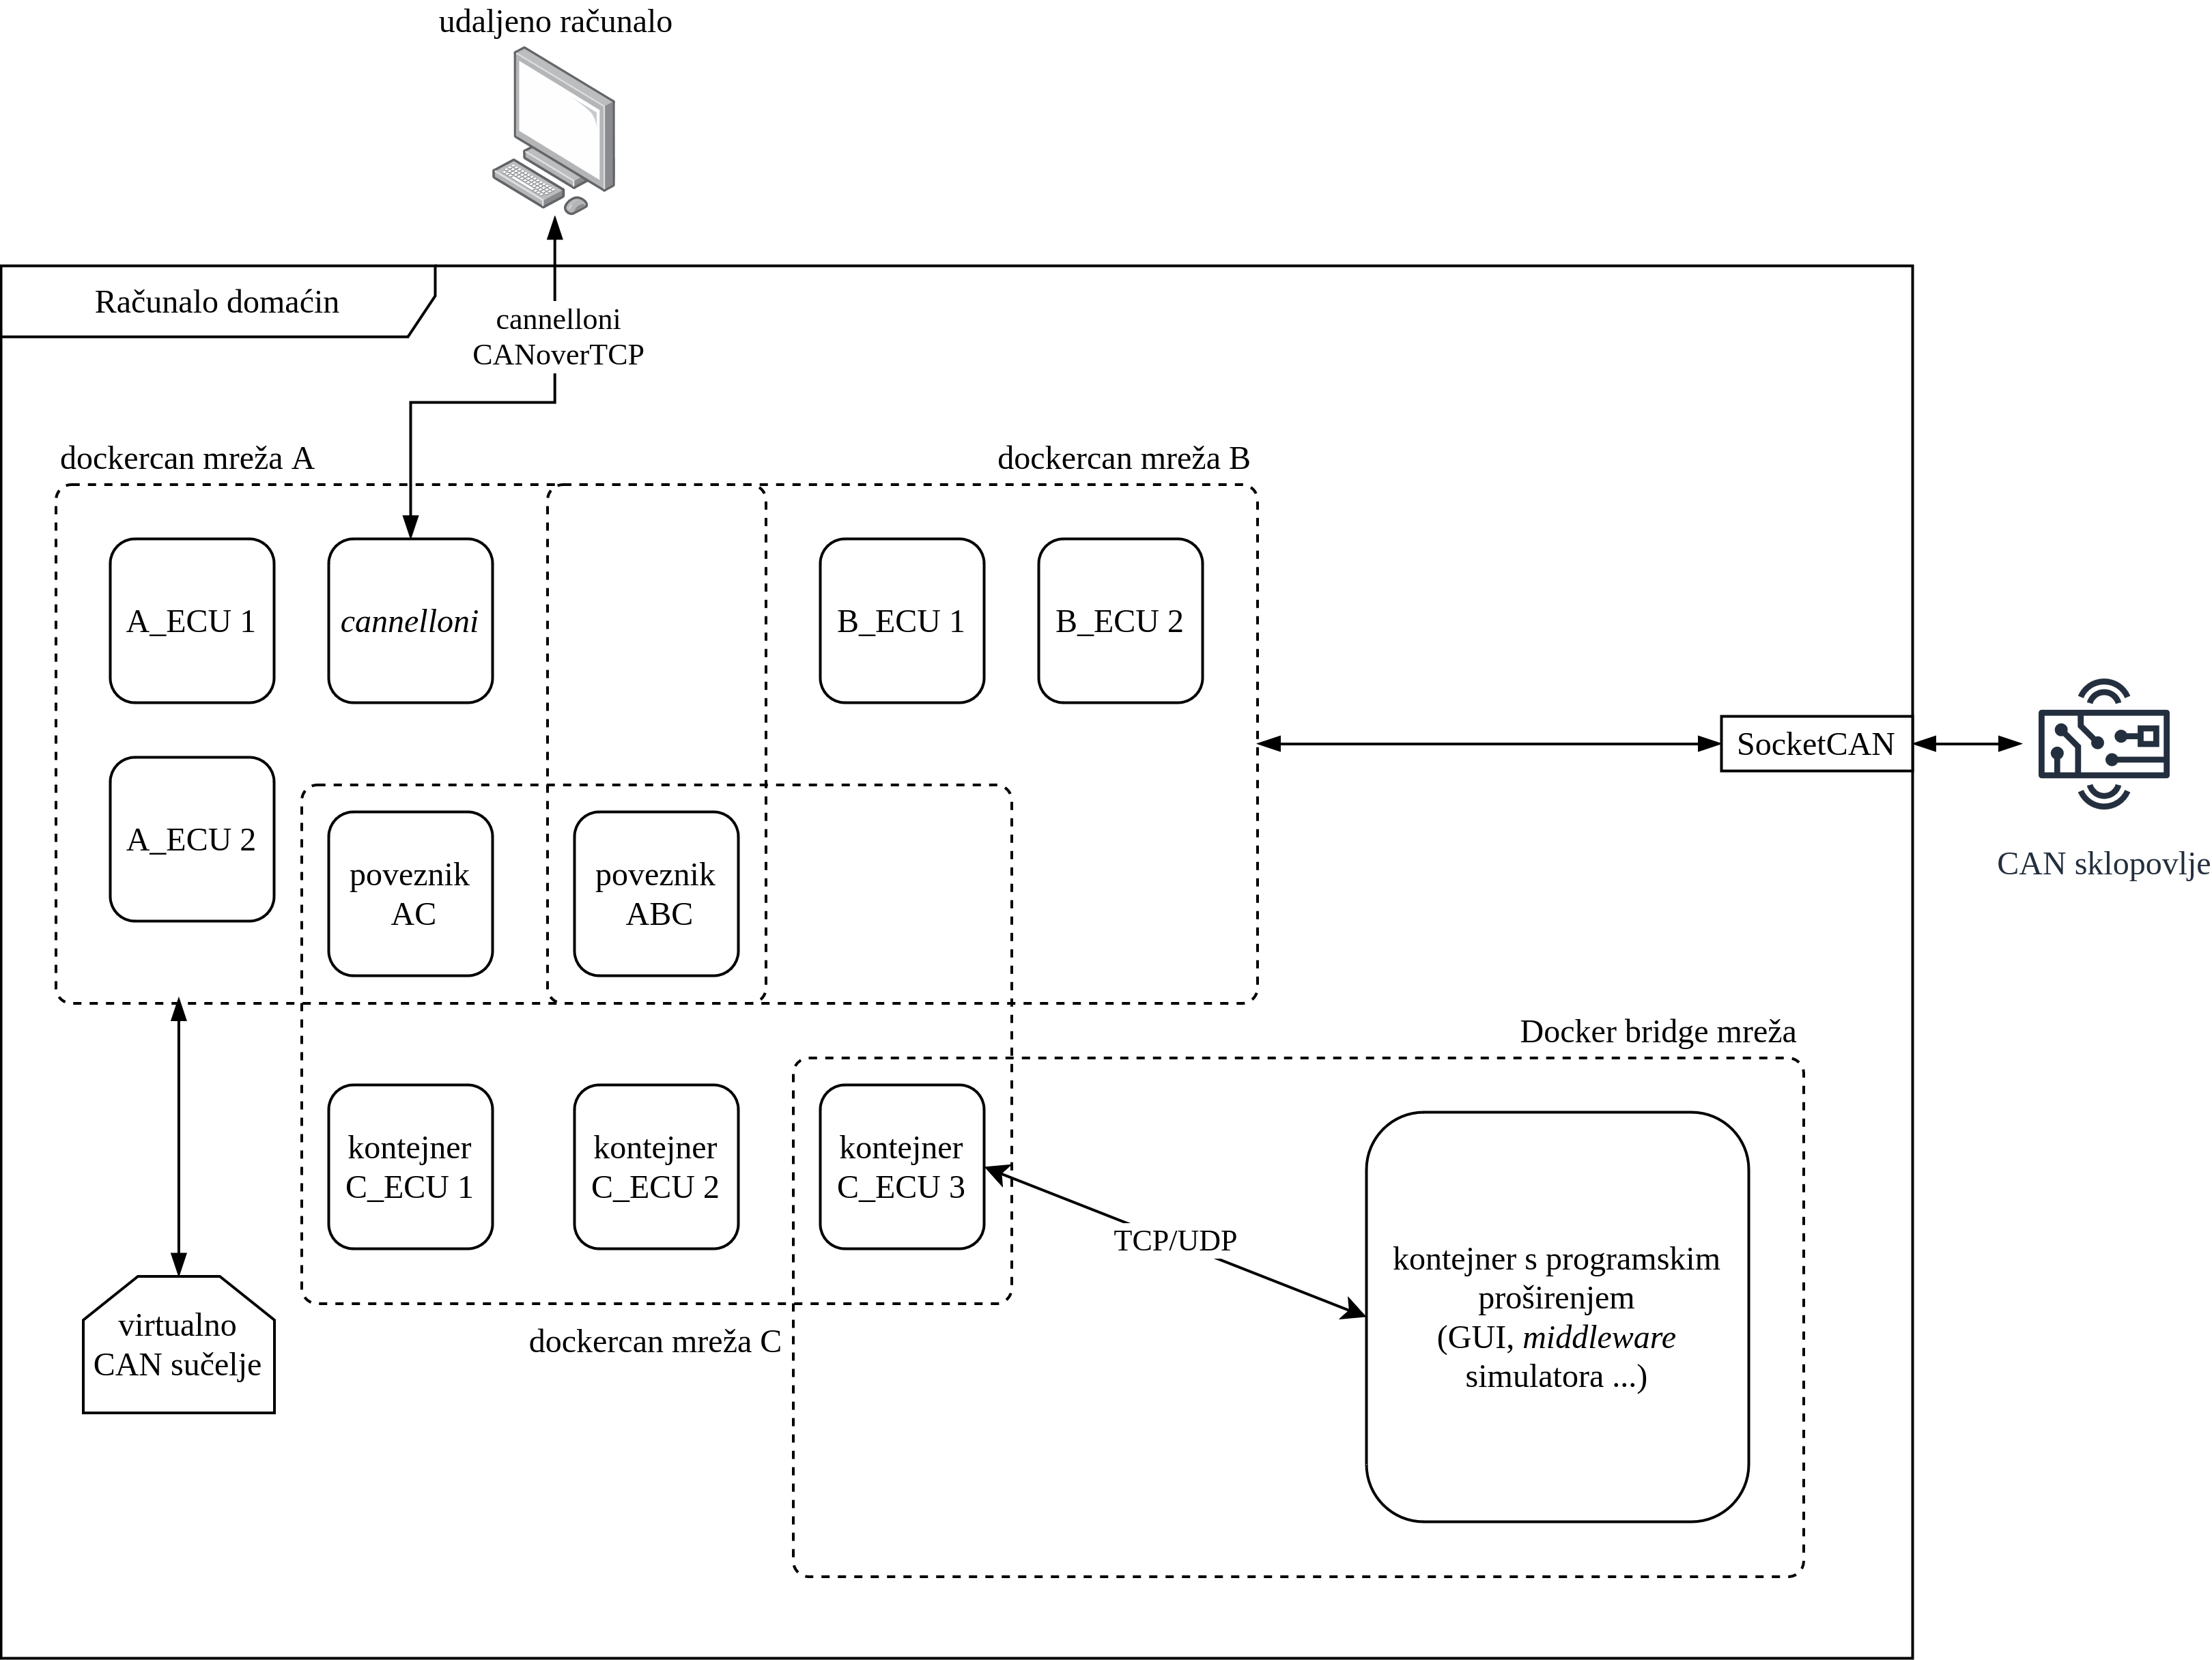 udaljeno računalo
Računalo domaćin
cannelloni
CANoverTCP
dockercan mreža A
dockercan mreža B
A_ECU 1
cannelloni
B_ECU 1
B_ECU 2
SocketCAN
A_ECU 2
poveznik
AC
poveznik
ABC
CAN sklopovlje
Docker bridge mreža
kontejner
C_ECU 1
kontejner
C_ECU 2
kontejner
C_ECU 3
TCP/UDP
kontejner s programskim
proširenjem
(GUI, middleware
simulatora ...)
virtualno
CAN sučelje
dockercan mreža C